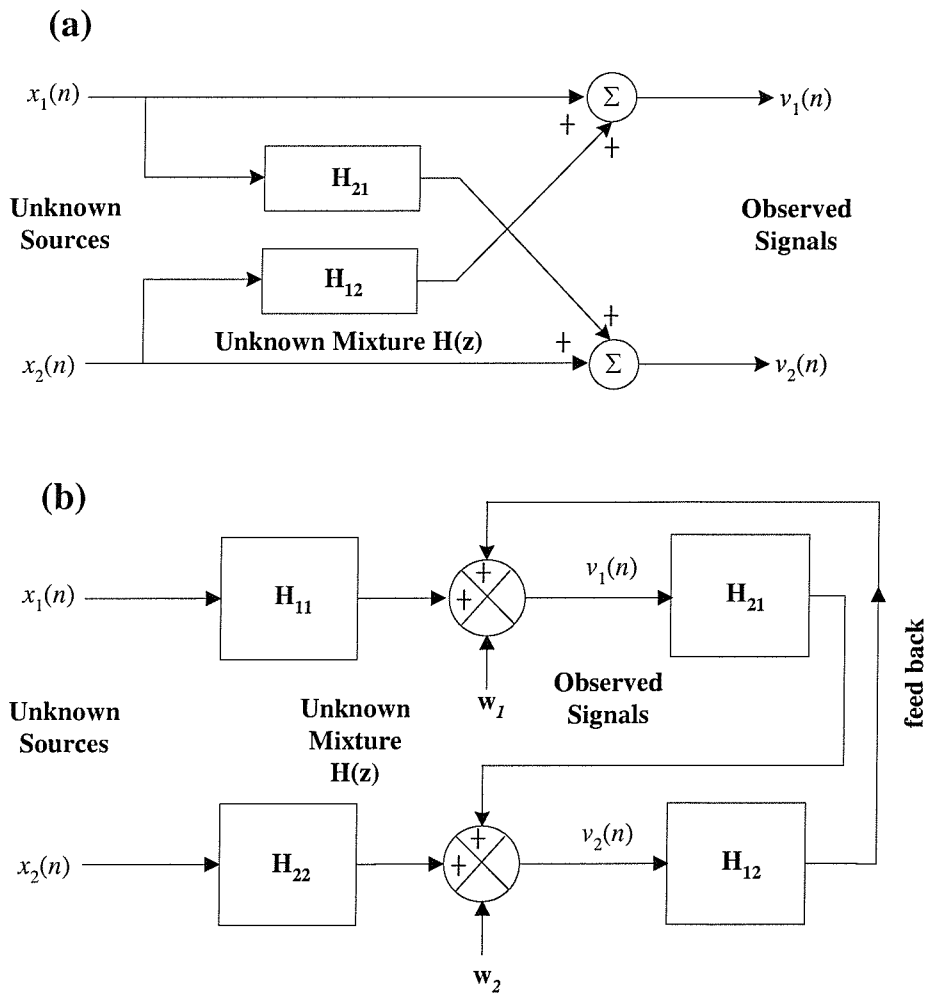 (a)
x₁(n)
Σ
v₁(n)
+
+
H₂₁
Unknown
Sources
Observed
Signals
H₁₂
+
Unknown Mixture H(z)
+
x₂(n)
Σ
v₂(n)
(b)
x₁(n)
H₁₁
+
+
v₁(n)
H₂₁
feed back
w₁
Observed
Signals
Unknown
Sources
Unknown
Mixture
H(z)
x₂(n)
H₂₂
+
+
v₂(n)
H₁₂
w₂